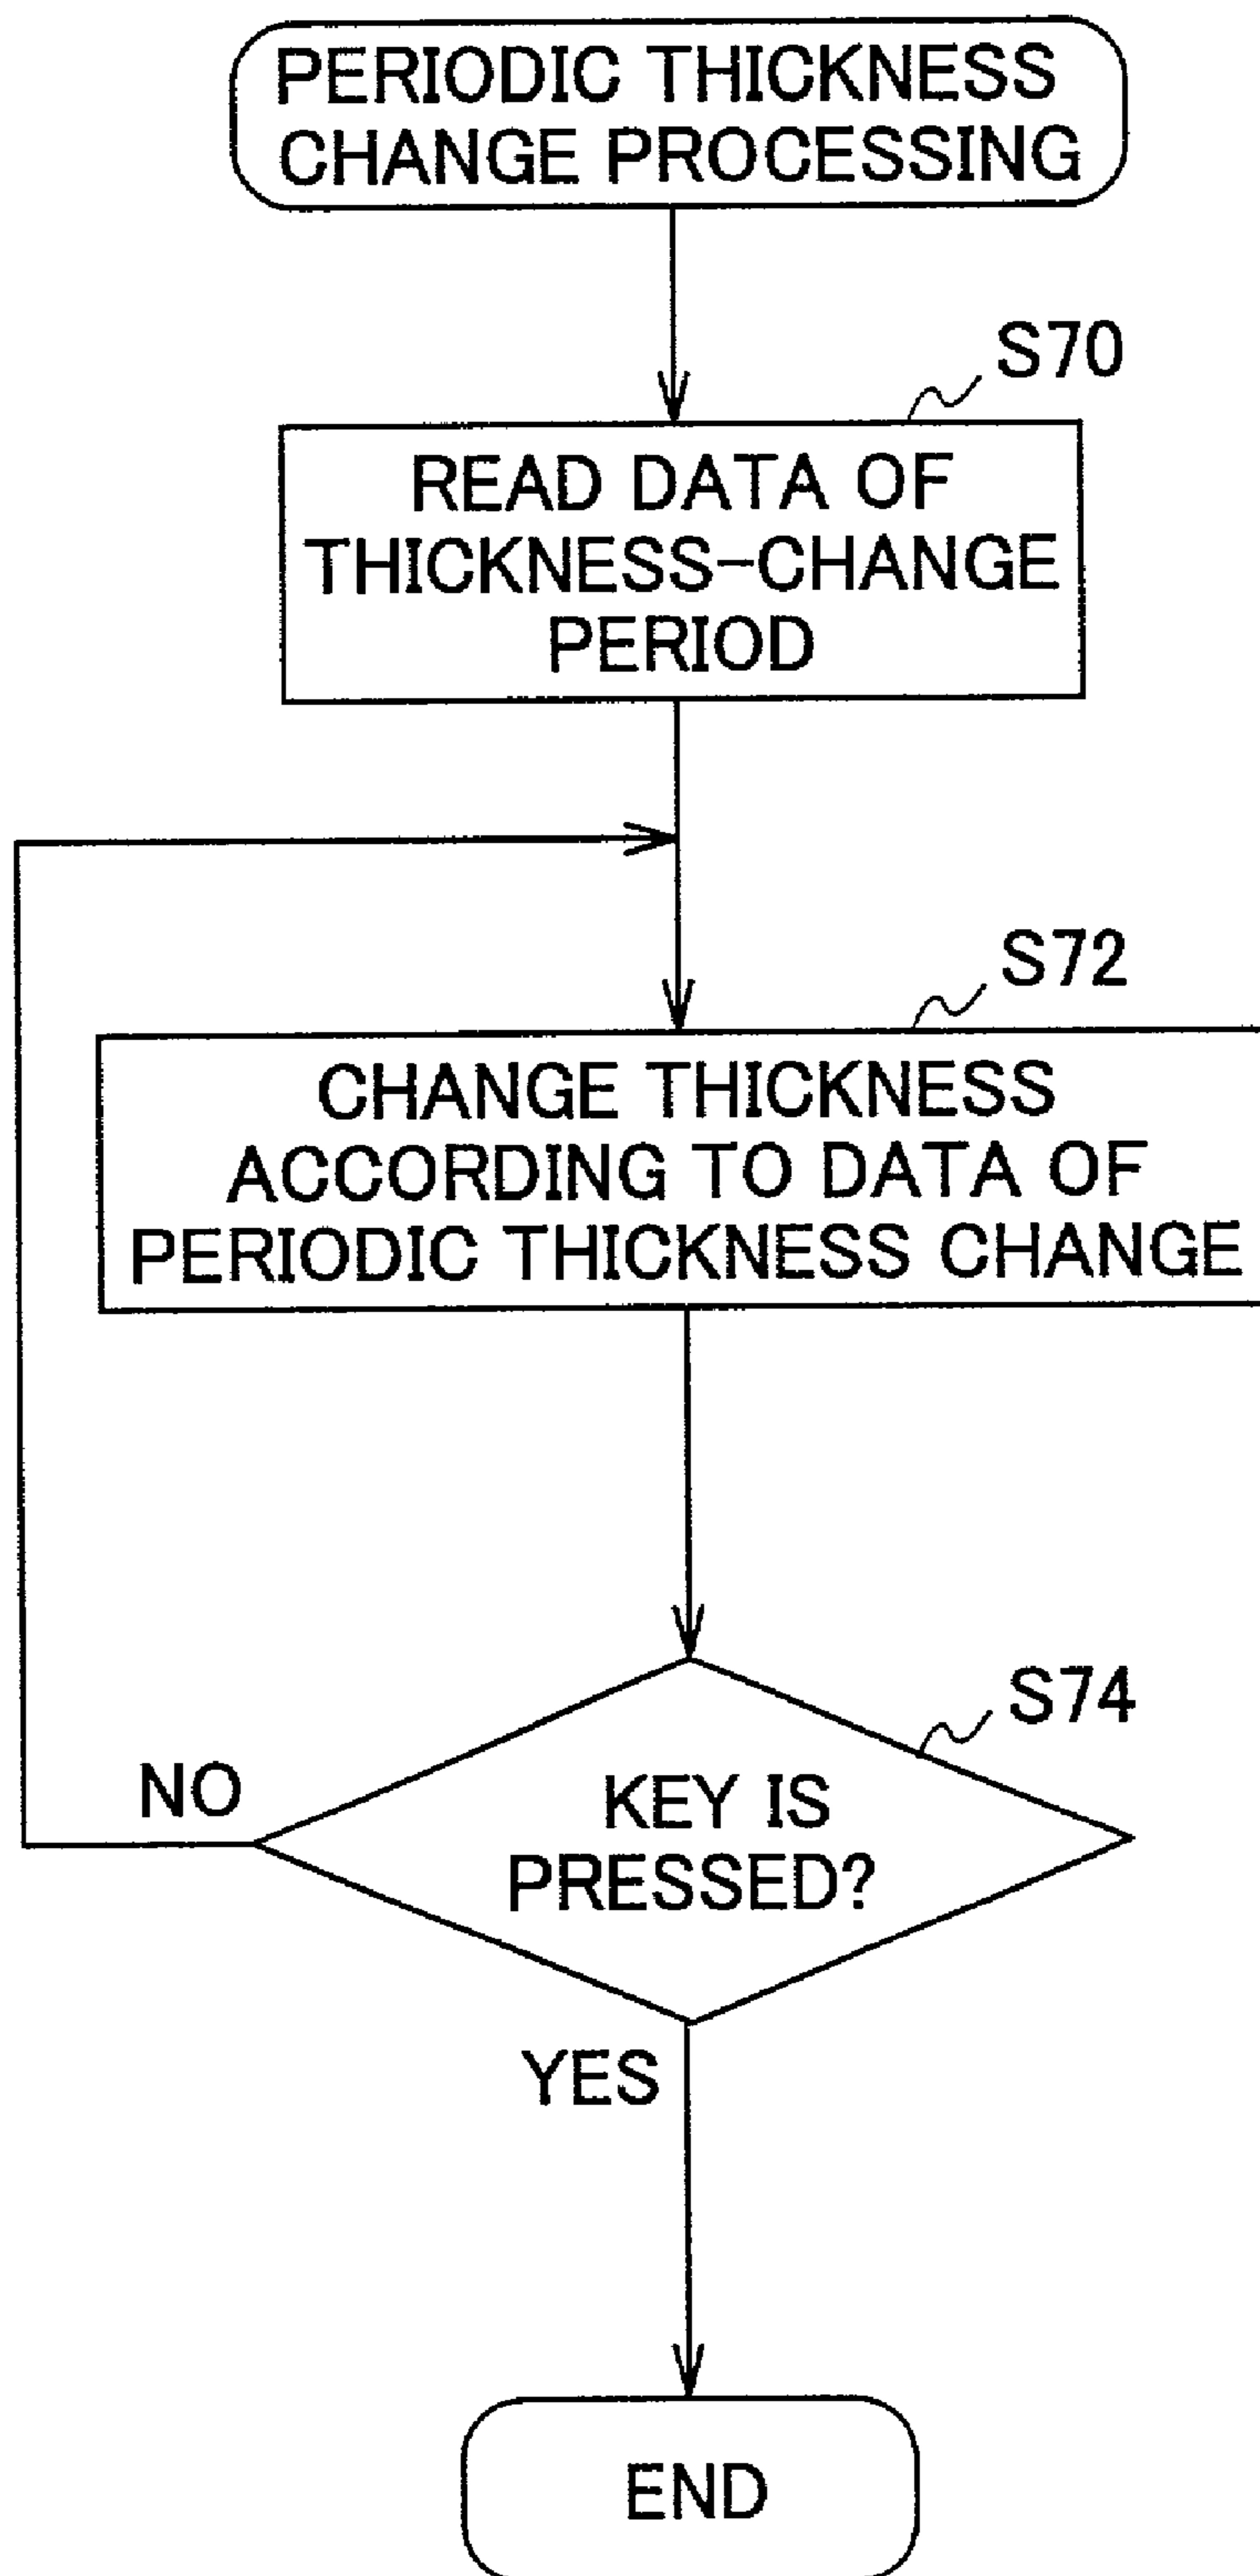 PERIODIC THICKNESS
CHANGE PROCESSING
S70
READ DATA OF
THICKNESS-CHANGE
PERIOD
S72
CHANGE THICKNESS
ACCORDING TO DATA OF
PERIODIC THICKNESS CHANGE
S74
KEY IS
PRESSED?
NO
YES
END